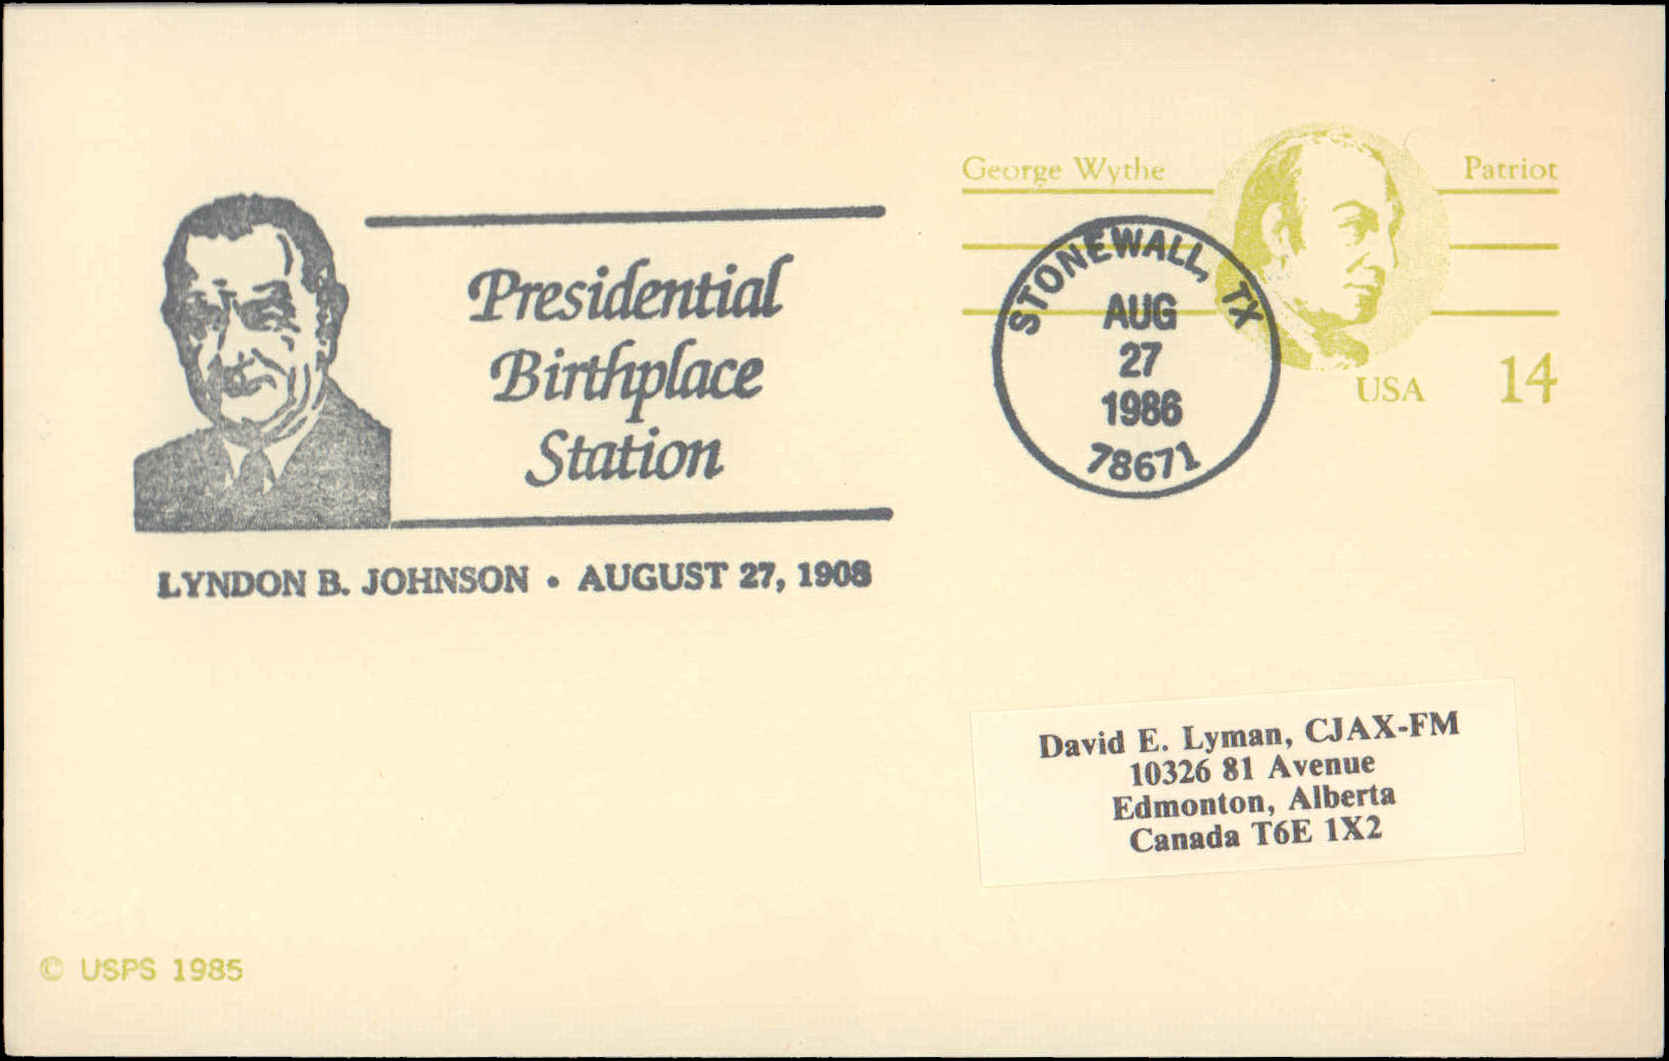 George Wythe Patriot
STONEWALL, TX
AUG
27
1986
78671
USA 14
Presidential
Birthplace
Station
LYNDON B. JOHNSON • AUGUST 27, 1908
David E. Lyman, CJAX-FM
10326 81 Avenue
Edmonton, Alberta
Canada T6E 1X2
© USPS 1985